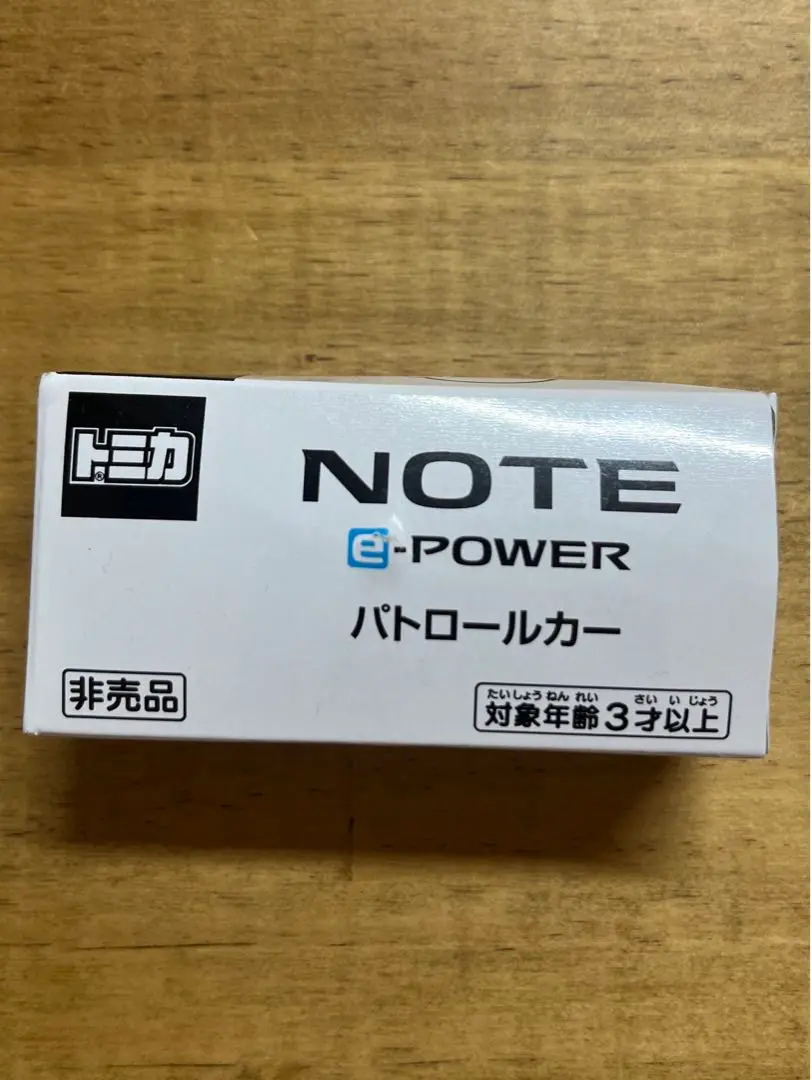 トミカ®
NOTE
e-POWER
パトロールカー
非売品
たいしょうねんれい さいいじょう
対象年齢3才以上